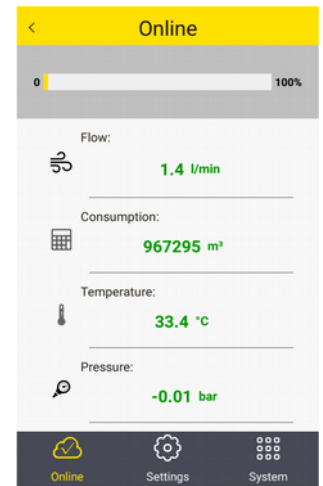 Online
0 100%
Flow:
1.4 l/min
Consumption:
967295 m³
Temperature:
33.4 °C
Pressure:
-0.01 bar
Online Settings System